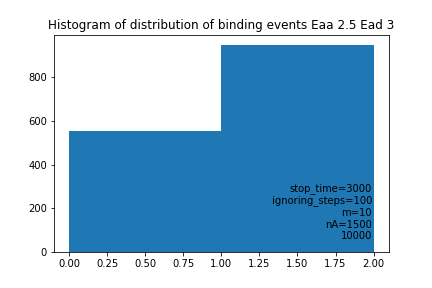 Histogram of distribution of binding events Eaa 2.5 Ead 3
800
600
400
200
0
stop_time=3000
ignoring_steps=100
m=10
nA=1500
10000
0.00 0.25 0.50 0.75 1.00 1.25 1.50 1.75 2.00